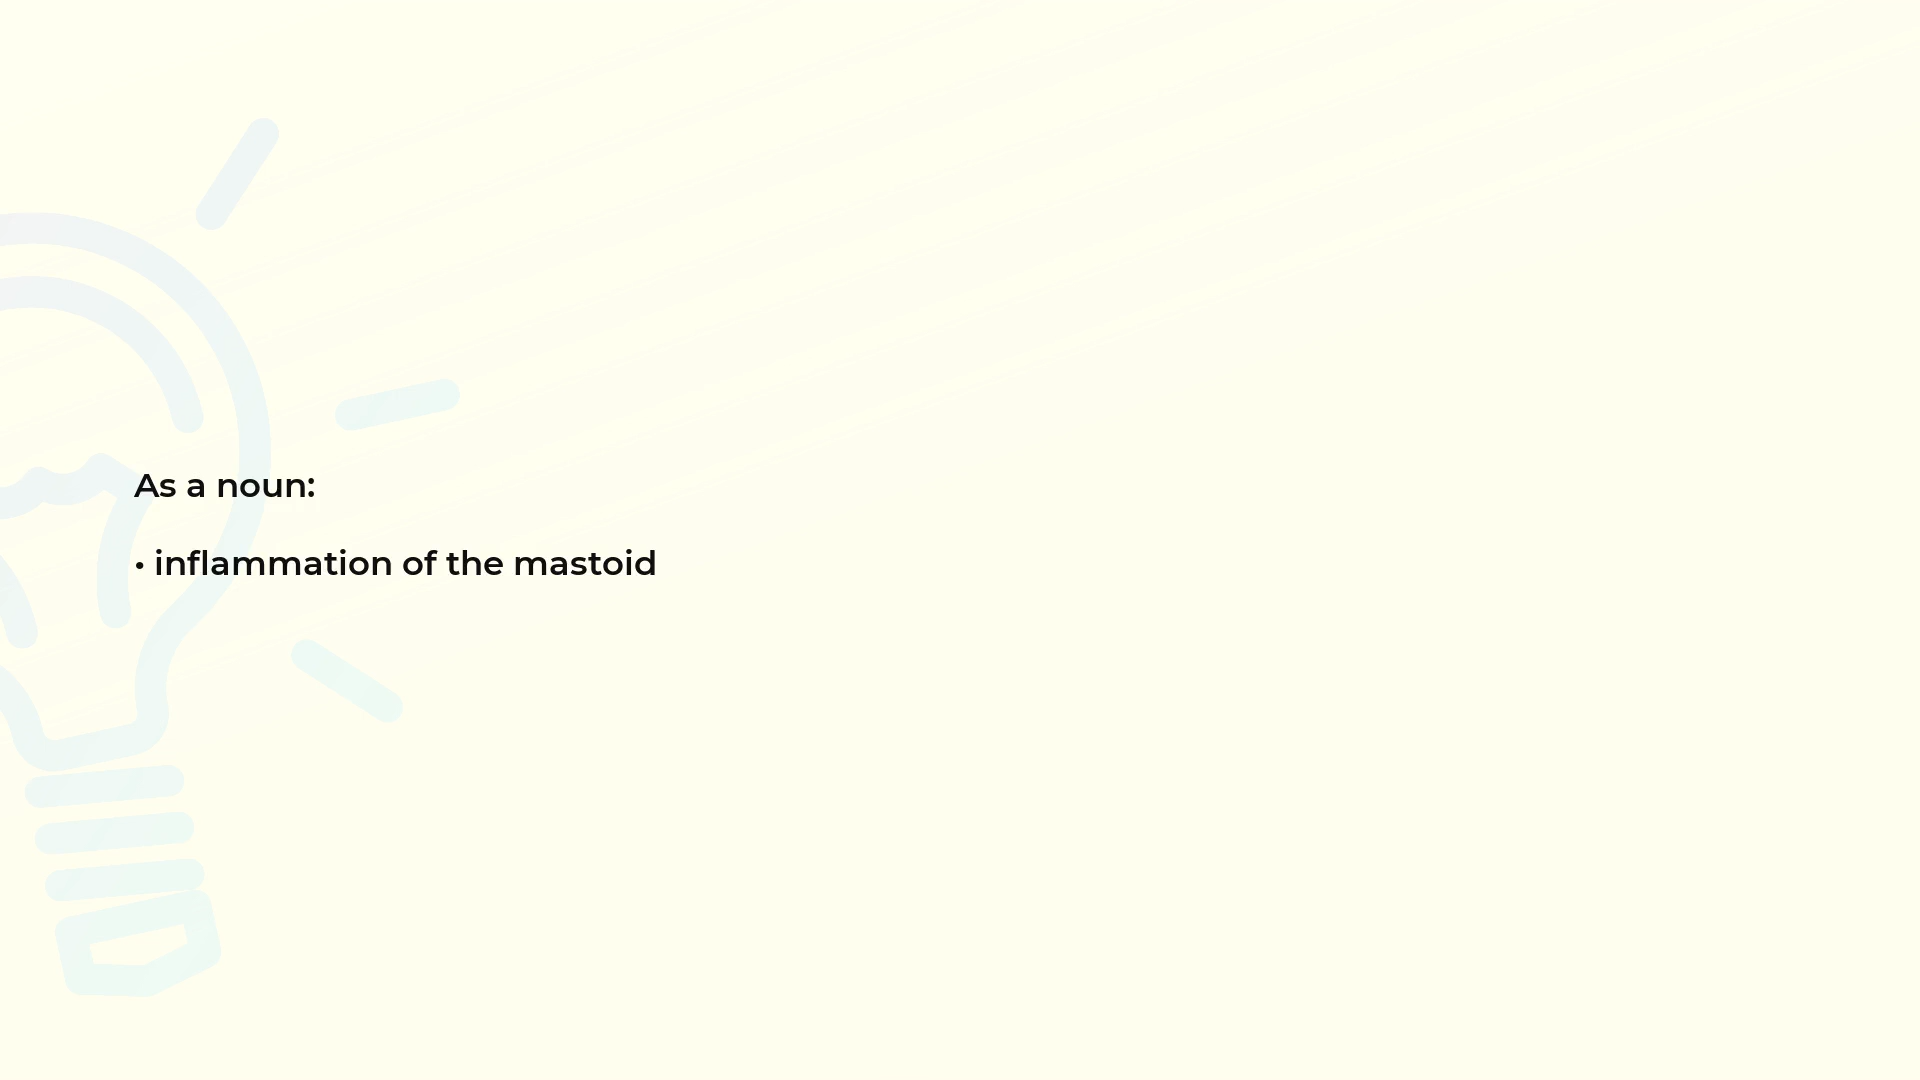 As a noun:
• inflammation of the mastoid